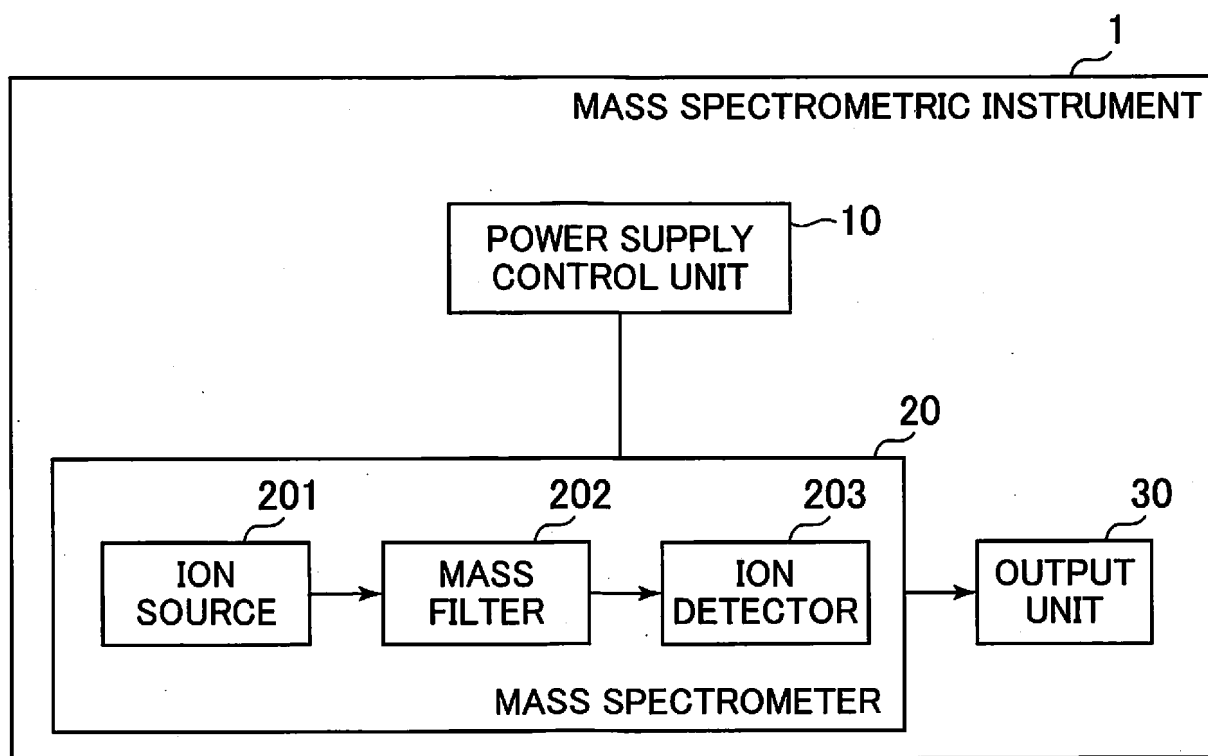 1
MASS SPECTROMETRIC INSTRUMENT
10
POWER SUPPLY
CONTROL UNIT
20
201
202
203
30
ION
SOURCE
MASS
FILTER
ION
DETECTOR
OUTPUT
UNIT
MASS SPECTROMETER